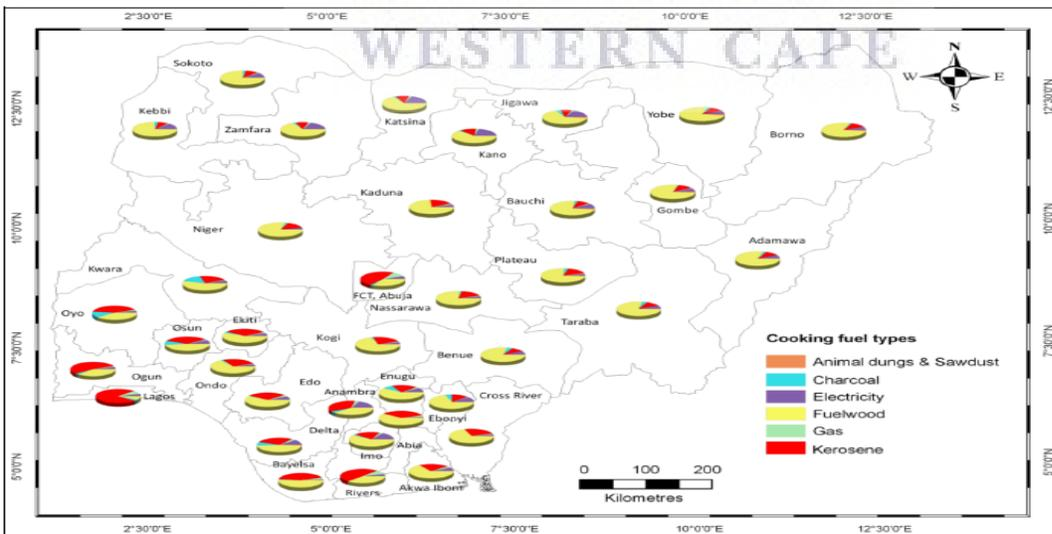 2°30'0"E 5°0'0"E 7°30'0"E 10°0'0"E 12°30'0"E
WESTERN CAPE
N
W E
S
12°30'0"N
10°0'0"N
7°30'0"N
5°0'0"N
12°30'0"N
10°0'0"N
7°30'0"N
5°0'0"N
Sokoto
Kebbi
Zamfara
Katsina
Kano
Jigawa
Yobe
Borno
Kaduna
Bauchi
Gombe
Niger
Adamawa
Kwara
Plateau
FCT, Abuja
Nassarawa
Taraba
Oyo
Osun
Ekiti
Kogi
Benue
Ogun
Ondo
Lagos
Edo
Enugu
Anambra
Cross River
Ebonyi
Delta
Imo
Abia
Bayelsa
Rivers
Akwa Ibom
Cooking fuel types
Animal dungs & Sawdust
Charcoal
Electricity
Fuelwood
Gas
Kerosene
0 100 200
Kilometres
2°30'0"E 5°0'0"E 7°30'0"E 10°0'0"E 12°30'0"E